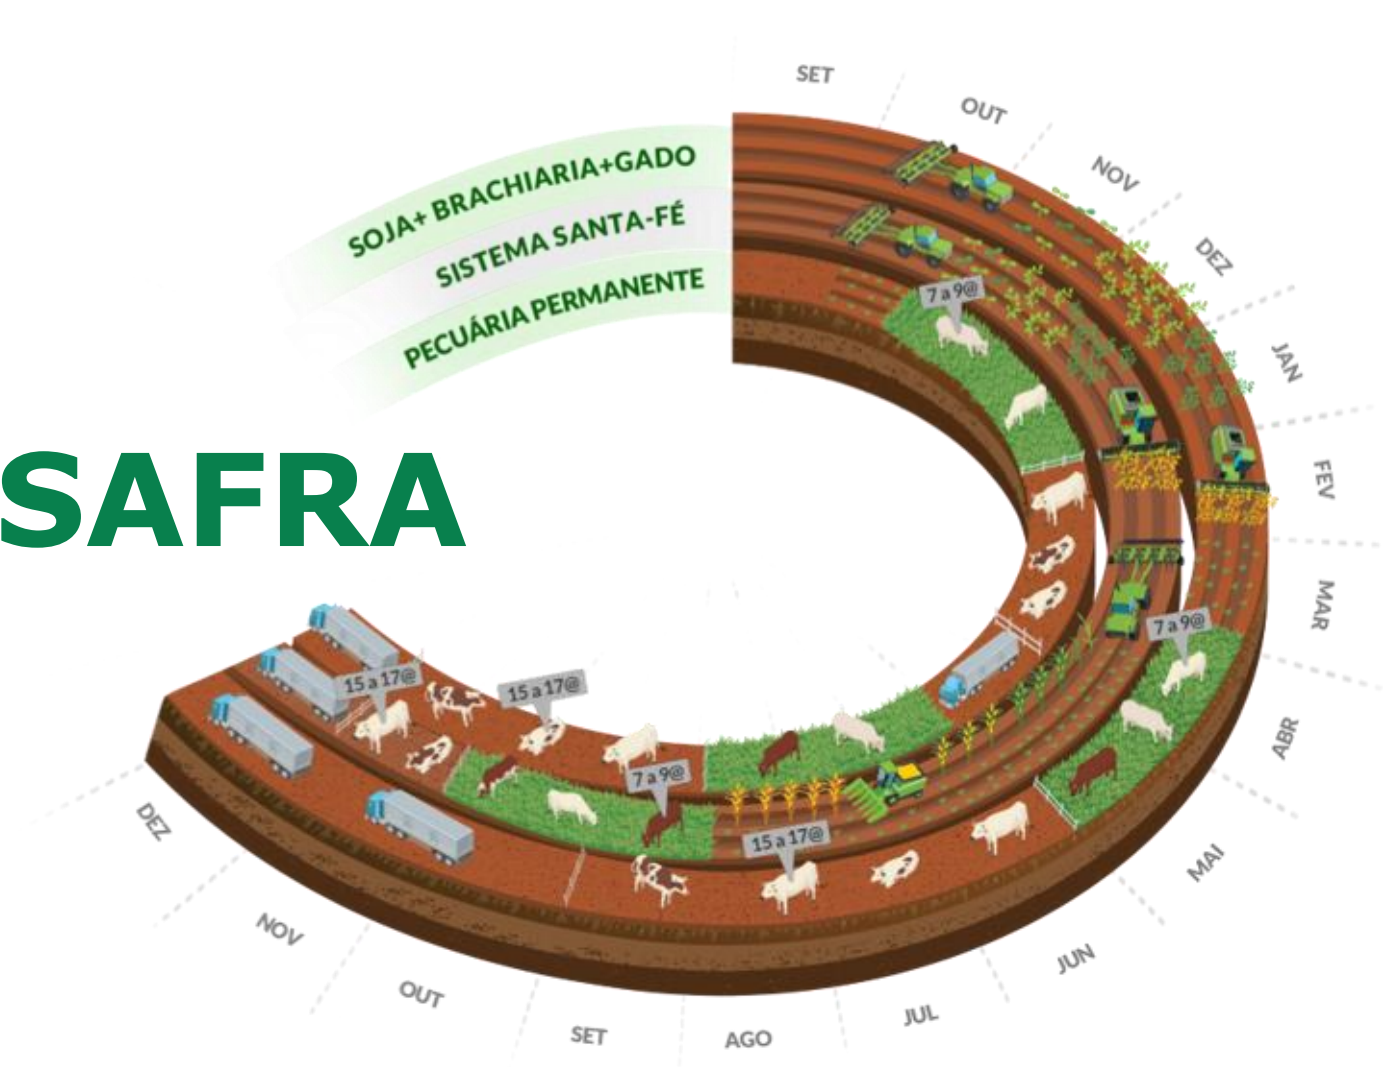 SOJA+ BRACHIARIA+GADO
SISTEMA SANTA-FÉ
PECUÁRIA PERMANENTE
SAFRA
SET
OUT
NOV
DEZ
JAN
FEV
MAR
ABR
MAI
JUN
JUL
AGO
SET
OUT
NOV
DEZ
7 a 9@
7 a 9@
15 a 17@
15 a 17@
7 a 9@
15 a 17@